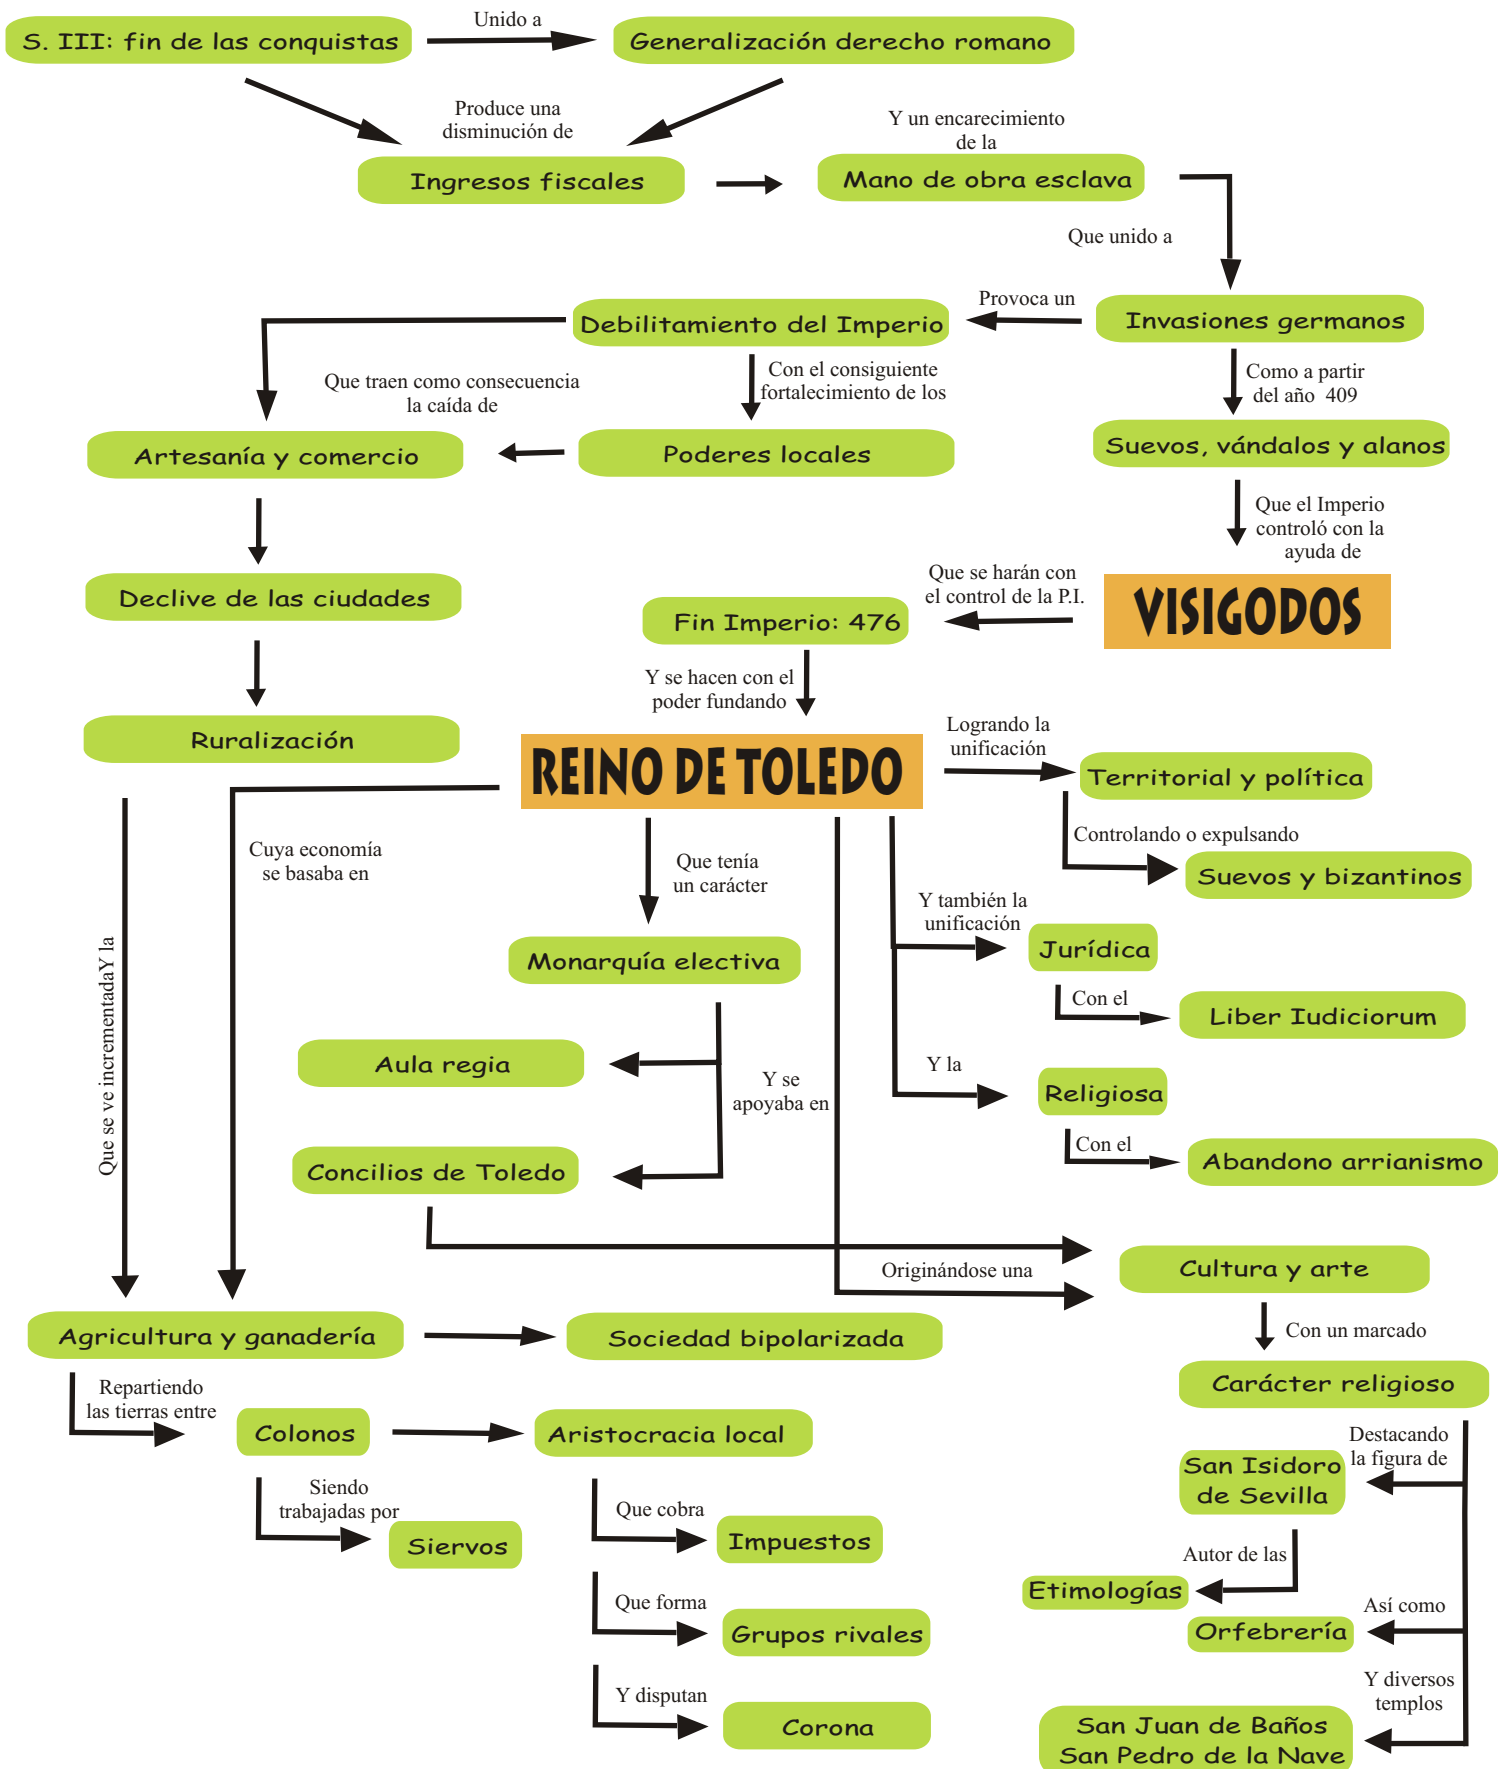 Unido a
S. III: fin de las conquistas
Generalización derecho romano
Produce una
disminución de
Y un encarecimiento
de la
Ingresos fiscales
Mano de obra esclava
Que unido a
Provoca un
Debilitamiento del Imperio
Invasiones germanos
Que traen como consecuencia
la caída de
Con el consiguiente
fortalecimiento de los
Como a partir
del año 409
Artesanía y comercio
Poderes locales
Suevos, vándalos y alanos
Que el Imperio
controló con la
ayuda de
Declive de las ciudades
Que se harán con
el control de la P.I.
Fin Imperio: 476
VISIGODOS
Y se hacen con el
poder fundando
Ruralización
REINO DE TOLEDO
Logrando la
unificación
Territorial y política
Controlando o expulsando
Suevos y bizantinos
Cuya economía
se basaba en
Que tenía
un carácter
Y también la
unificación
Jurídica
Monarquía electiva
Con el
Liber Iudiciorum
Que se ve incrementadaY la
Aula regia
Y se
apoyaba en
Y la
Religiosa
Con el
Abandono arrianismo
Concilios de Toledo
Originándose una
Cultura y arte
Agricultura y ganadería
Sociedad bipolarizada
Con un marcado
Carácter religioso
Repartiendo
las tierras entre
Colonos
Aristocracia local
Destacando
la figura de
San Isidoro
de Sevilla
Siendo
trabajadas por
Siervos
Que cobra
Impuestos
Autor de las
Etimologías
Que forma
Grupos rivales
Así como
Orfebrería
Y disputan
Corona
Y diversos
templos
San Juan de Baños
San Pedro de la Nave